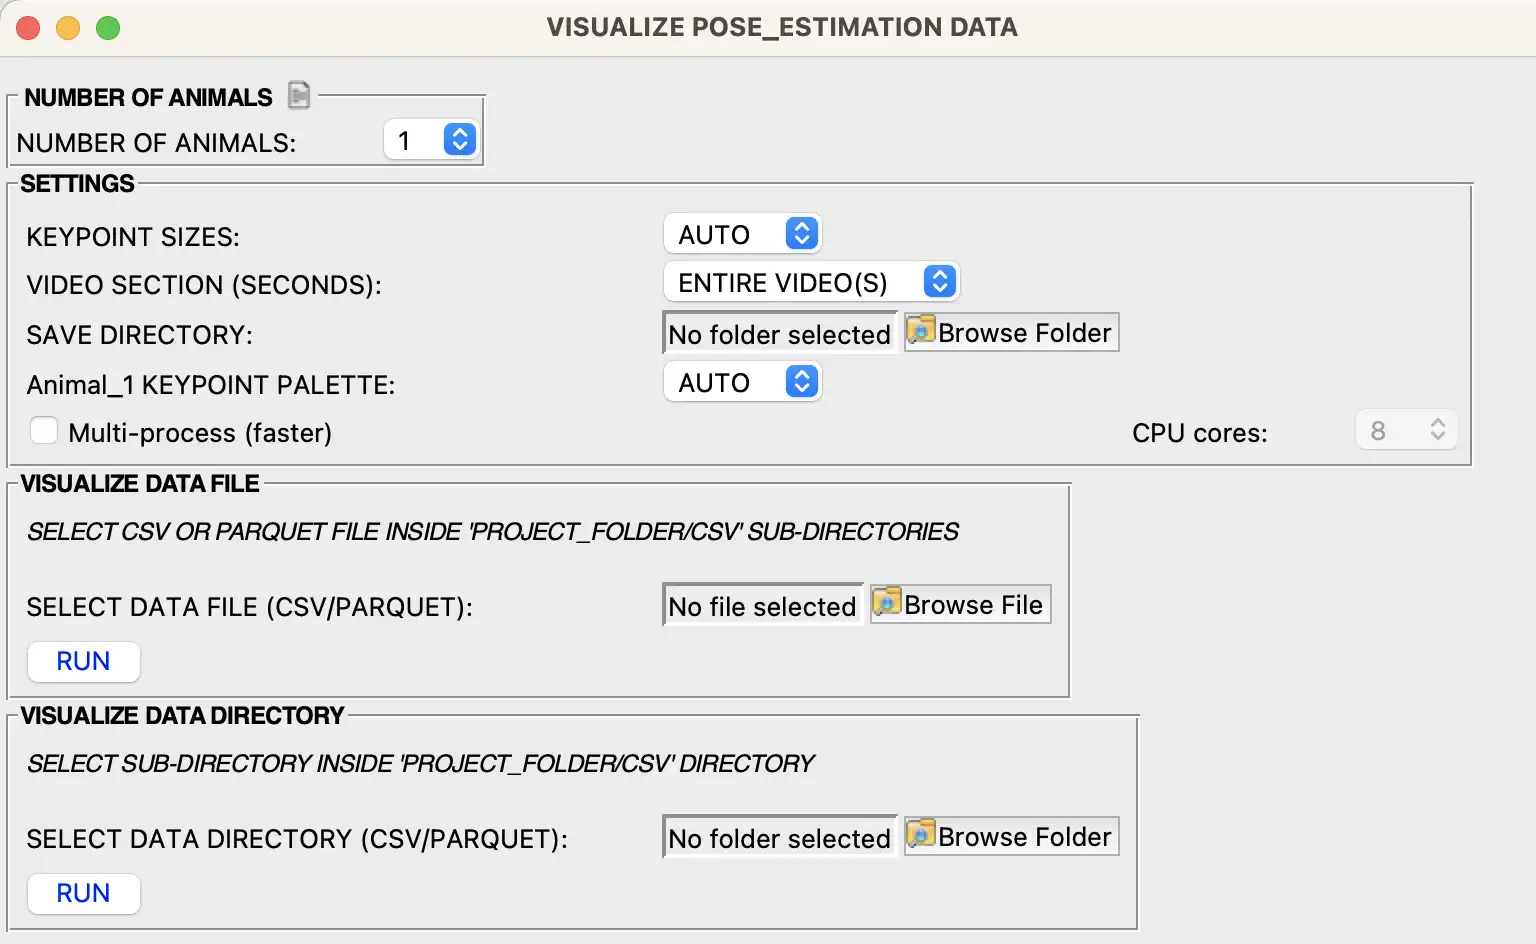 VISUALIZE POSE_ESTIMATION DATA
NUMBER OF ANIMALS
NUMBER OF ANIMALS: 1
SETTINGS
KEYPOINT SIZES: AUTO
VIDEO SECTION (SECONDS): ENTIRE VIDEO(S)
SAVE DIRECTORY: No folder selected Browse Folder
Animal_1 KEYPOINT PALETTE: AUTO
Multi-process (faster) CPU cores: 8
VISUALIZE DATA FILE
SELECT CSV OR PARQUET FILE INSIDE 'PROJECT_FOLDER/CSV' SUB-DIRECTORIES
SELECT DATA FILE (CSV/PARQUET): No file selected Browse File
RUN
VISUALIZE DATA DIRECTORY
SELECT SUB-DIRECTORY INSIDE 'PROJECT_FOLDER/CSV' DIRECTORY
SELECT DATA DIRECTORY (CSV/PARQUET): No folder selected Browse Folder
RUN